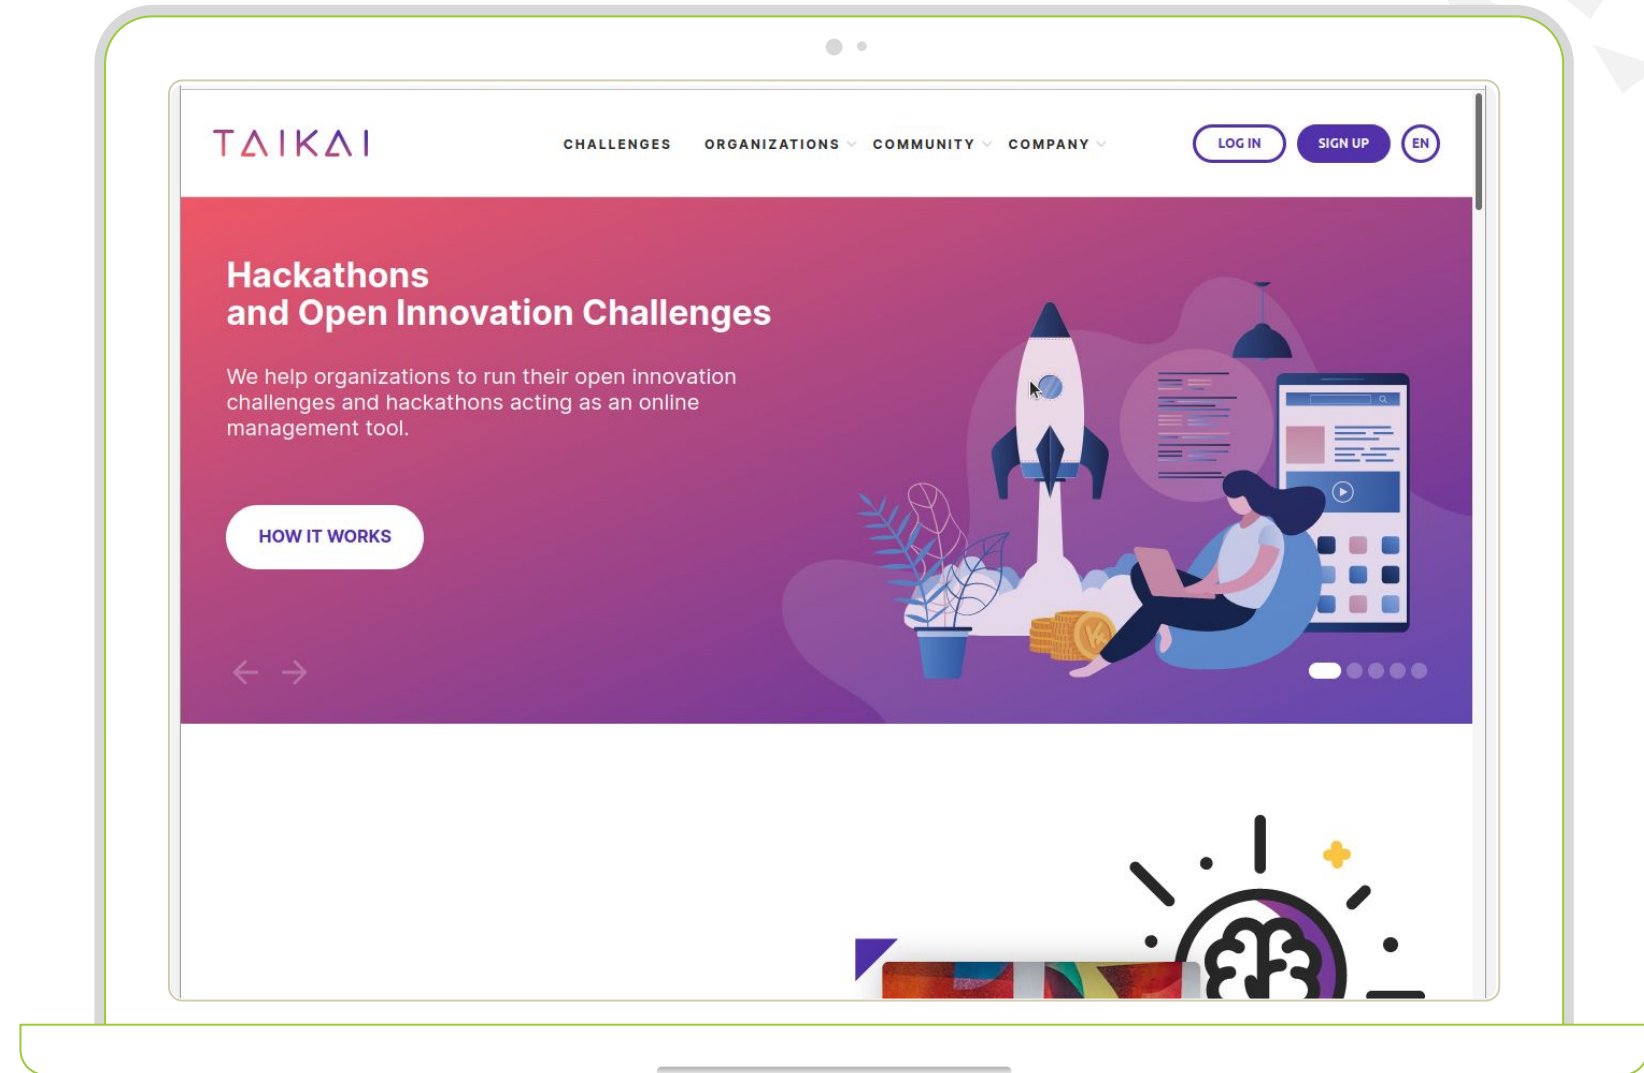 TAIKAI
CHALLENGES ORGANIZATIONS COMMUNITY COMPANY
LOG IN SIGN UP EN
Hackathons
and Open Innovation Challenges
We help organizations to run their open innovation
challenges and hackathons acting as an online
management tool.
HOW IT WORKS